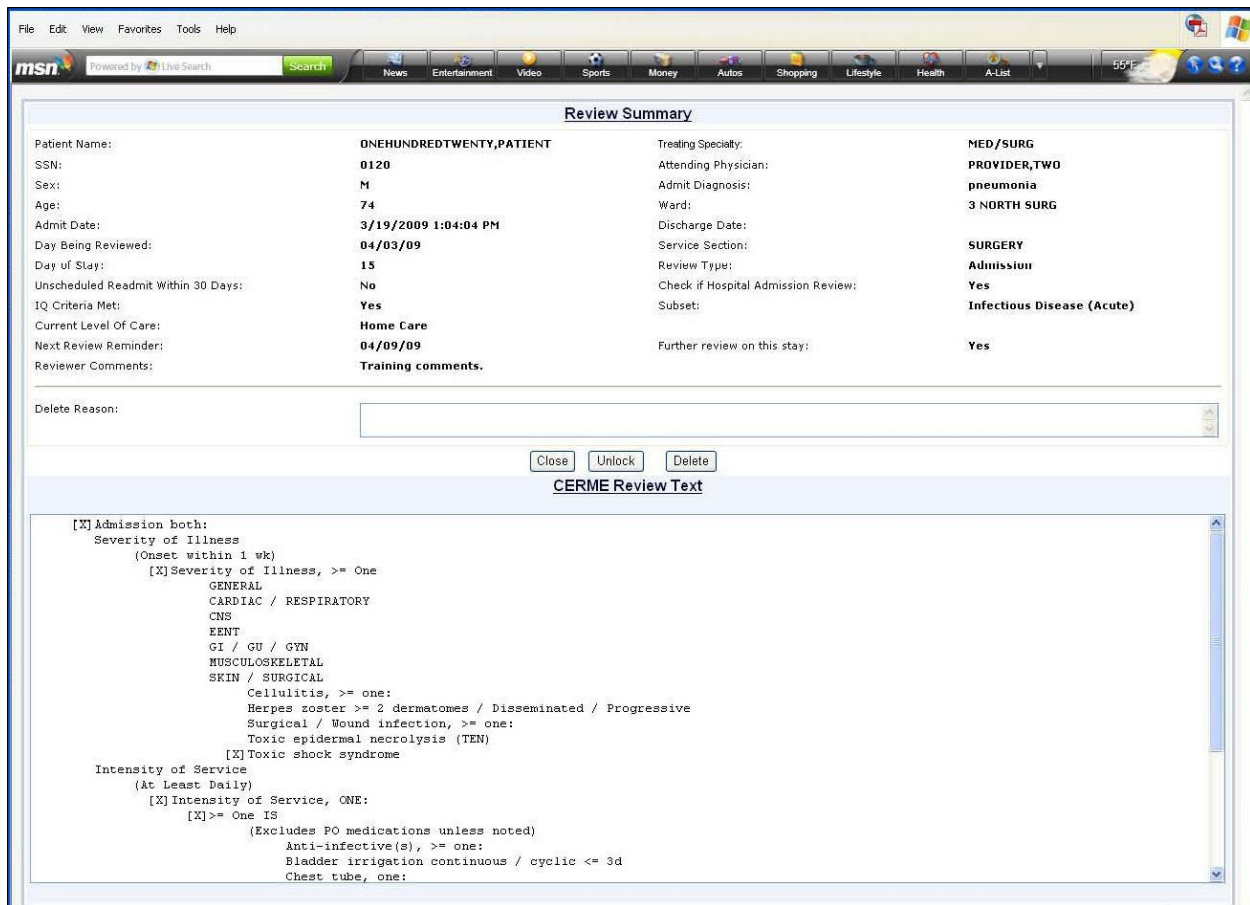 File Edit View Favorites Tools Help
msn Powered by Live Search Search News Entertainment Video Sports Money Autos Shopping Lifestyle Health A-List 55°F
Review Summary
Patient Name: ONEHUNDREDTWENTY,PATIENT Treating Specialty: MED/SURG
SSN: 0120 Attending Physician: PROVIDER,TWO
Sex: M Admit Diagnosis: pneumonia
Age: 74 Ward: 3 NORTH SURG
Admit Date: 3/19/2009 1:04:04 PM Discharge Date:
Day Being Reviewed: 04/03/09 Service Section: SURGERY
Day of Stay: 15 Review Type: Admission
Unscheduled Readmit Within 30 Days: No Check if Hospital Admission Review: Yes
IQ Criteria Met: Yes Subset: Infectious Disease (Acute)
Current Level Of Care: Home Care
Next Review Reminder: 04/09/09 Further review on this stay: Yes
Reviewer Comments: Training comments.
Delete Reason:
Close Unlock Delete
CERME Review Text
[X] Admission both:
Severity of Illness
(Onset within 1 wk)
[X] Severity of Illness, >= One
GENERAL
CARDIAC / RESPIRATORY
CNS
EENT
GI / GU / GYN
MUSCULOSKELETAL
SKIN / SURGICAL
Cellulitis, >= one:
Herpes zoster >= 2 dermatomes / Disseminated / Progressive
Surgical / Wound infection, >= one:
Toxic epidermal necrolysis (TEN)
[X] Toxic shock syndrome
Intensity of Service
(At Least Daily)
[X] Intensity of Service, ONE:
[X] >= One IS
(Excludes PO medications unless noted)
Anti-infective(s), >= one:
Bladder irrigation continuous / cyclic <= 3d
Chest tube, one: